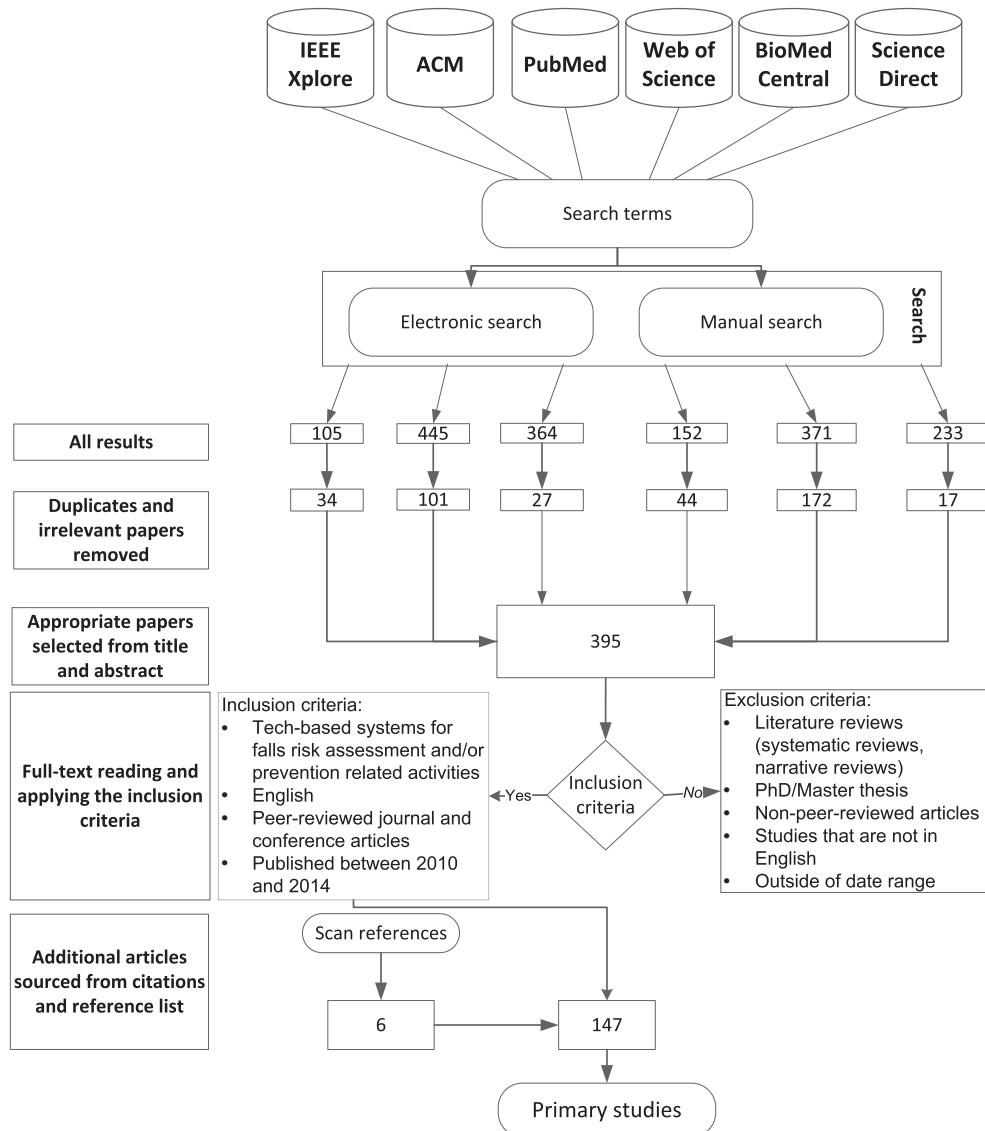 IEEE
Xplore
ACM
PubMed
Web of
Science
BioMed
Central
Science
Direct
Search terms
Electronic search
Manual search
Search
All results
105
445
364
152
371
233
Duplicates and
irrelevant papers
removed
34
101
27
44
172
17
Appropriate papers
selected from title
and abstract
395
Full-text reading and
applying the inclusion
criteria
Inclusion criteria:
• Tech-based systems for
falls risk assessment and/or
prevention related activities
• English
• Peer-reviewed journal and
conference articles
• Published between 2010
and 2014
Yes
Inclusion
criteria
No
Exclusion criteria:
• Literature reviews
(systematic reviews,
narrative reviews)
• PhD/Master thesis
• Non-peer-reviewed articles
• Studies that are not in
English
• Outside of date range
Additional articles
sourced from citations
and reference list
Scan references
6
147
Primary studies